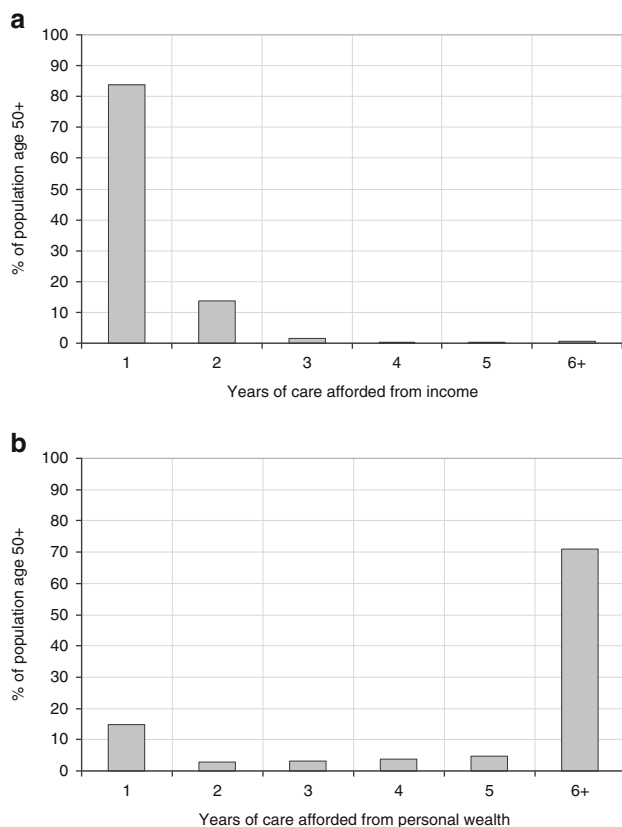 a
100
90
80
70
60
50
40
30
20
10
0
% of population age 50+
1 2 3 4 5 6+
Years of care afforded from income
b
100
90
80
70
60
50
40
30
20
10
0
% of population age 50+
1 2 3 4 5 6+
Years of care afforded from personal wealth